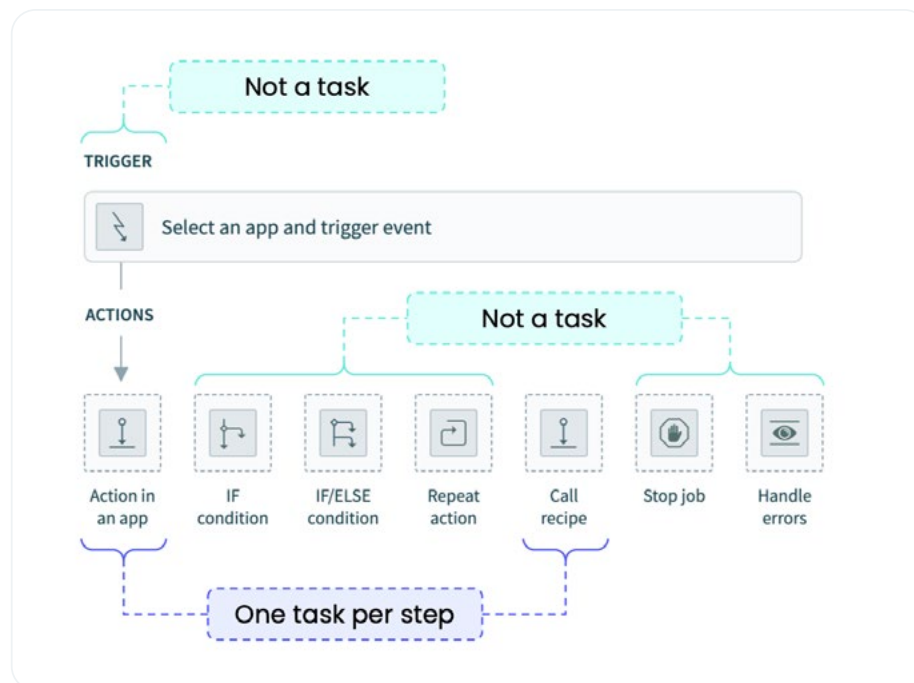 Not a task
TRIGGER
Select an app and trigger event
ACTIONS
Not a task
Action in
an app
IF
condition
IF/ELSE
condition
Repeat
action
Call
recipe
Stop job
Handle
errors
One task per step